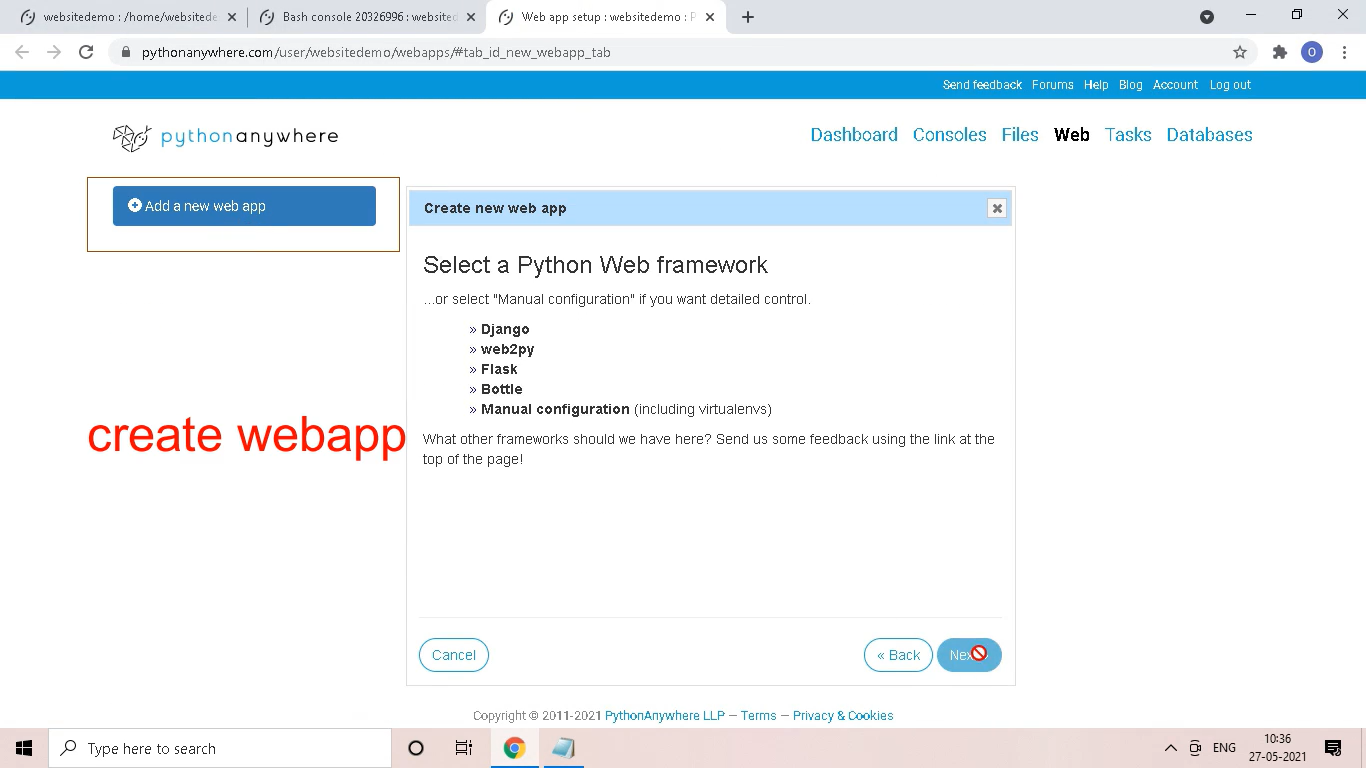 websitedemo : /home/website
Bash console 20326996 : websited
Web app setup : websitedemo : P
pythonanywhere.com/user/websitedemo/webapps/#tab_id_new_webapp_tab
O
Send feedback Forums Help Blog Account Log out
pythonanywhere
Dashboard Consoles Files Web Tasks Databases
Add a new web app
Create new web app
Select a Python Web framework
...or select "Manual configuration" if you want detailed control.
» Django
» web2py
» Flask
» Bottle
» Manual configuration (including virtualenvs)
create webapp
What other frameworks should we have here? Send us some feedback using the link at the
top of the page!
Cancel
« Back
Copyright © 2011-2021 PythonAnywhere LLP — Terms — Privacy & Cookies
Type here to search
ENG
10:36
27-05-2021